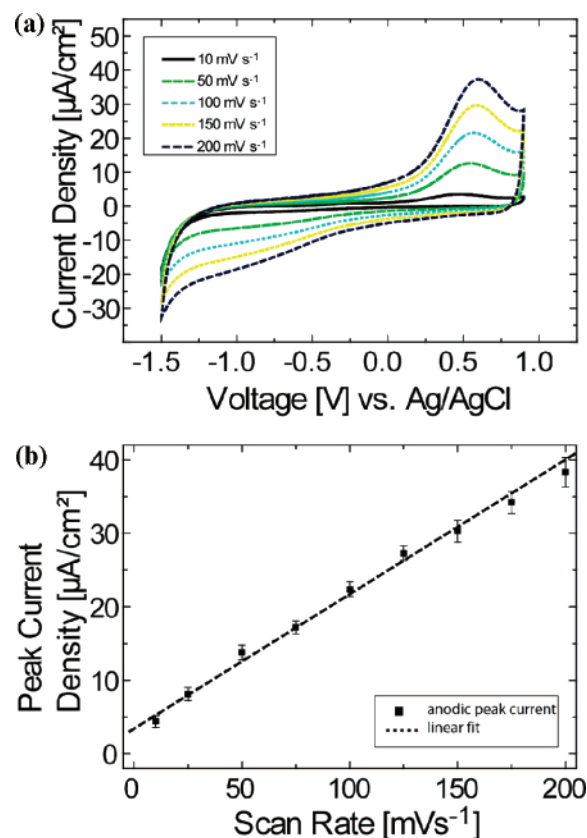 (a)
50
40
30
20
10
0
-10
-20
-30
Current Density [µA/cm²]
10 mV s⁻¹
50 mV s⁻¹
100 mV s⁻¹
150 mV s⁻¹
200 mV s⁻¹
-1.5 -1.0 -0.5 0.0 0.5 1.0
Voltage [V] vs. Ag/AgCl
(b)
40
30
20
10
0
Peak Current
Density [µA/cm²]
anodic peak current
linear fit
0 50 100 150 200
Scan Rate [mVs⁻¹]